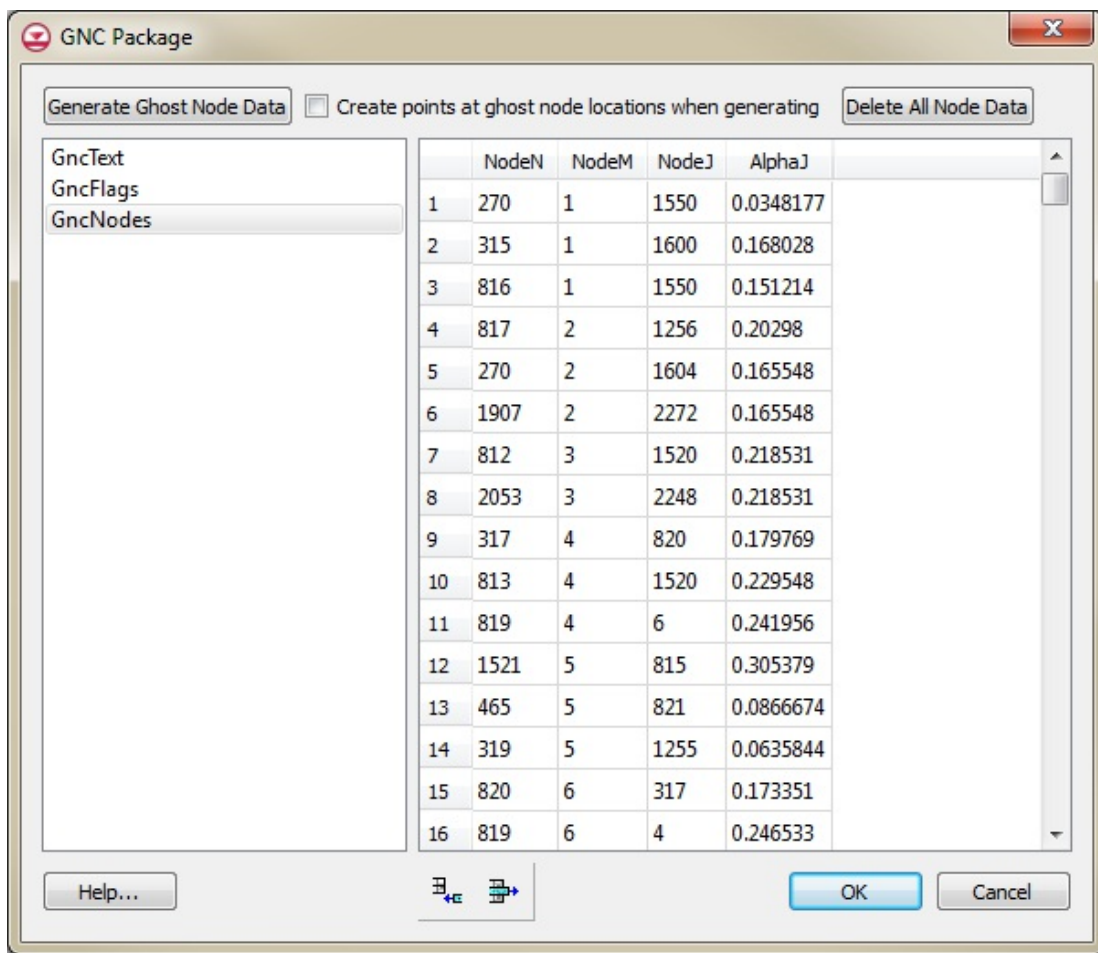 GNC Package
Generate Ghost Node Data Create points at ghost node locations when generating Delete All Node Data
GncText
GncFlags
GncNodes
NodeN NodeM NodeJ AlphaJ
1 270 1 1550 0.0348177
2 315 1 1600 0.168028
3 816 1 1550 0.151214
4 817 2 1256 0.20298
5 270 2 1604 0.165548
6 1907 2 2272 0.165548
7 812 3 1520 0.218531
8 2053 3 2248 0.218531
9 317 4 820 0.179769
10 813 4 1520 0.229548
11 819 4 6 0.241956
12 1521 5 815 0.305379
13 465 5 821 0.0866674
14 319 5 1255 0.0635844
15 820 6 317 0.173351
16 819 6 4 0.246533
Help... OK Cancel